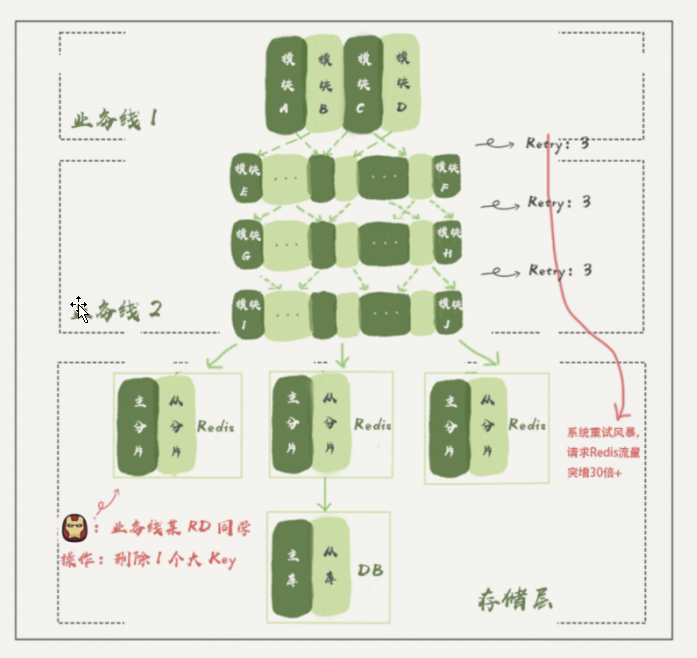 模块A
模块B
模块C
模块D
业务线1
Retry: 3
模块E
...
...
模块F
Retry: 3
模块G
...
...
模块H
Retry: 3
业务线2
模块I
...
...
模块J
主分片
从分片
Redis
主分片
从分片
Redis
主分片
从分片
Redis
系统重试风暴，
请求Redis流量
突增30倍+
：业务线某 RD 同学
操作：删除1个大 Key
主库
从库
DB
存储层